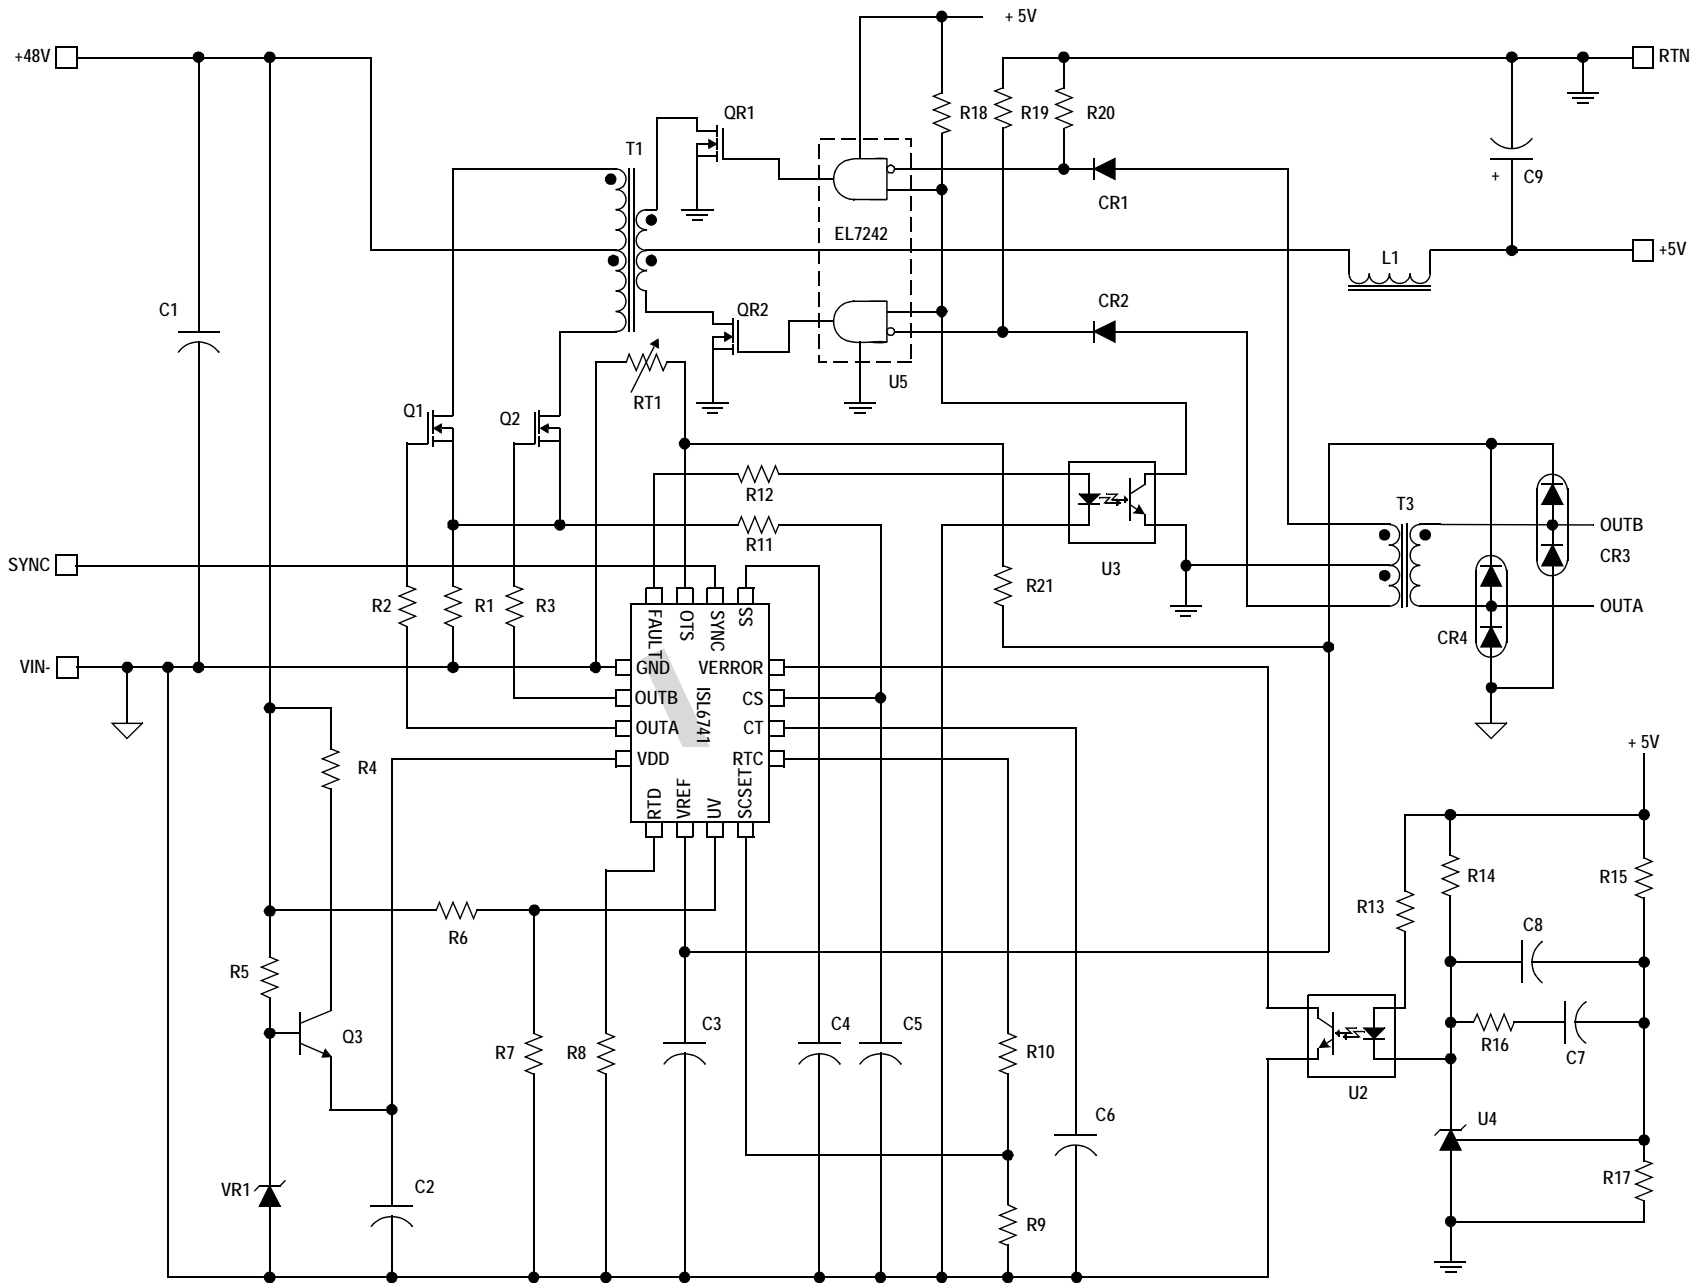 + 5V
+48V
RTN
QR1
R18
R19
R20
T1
C9
+
CR1
EL7242
L1
+5V
C1
QR2
CR2
U5
RT1
Q1
Q2
R12
T3
OUTB
R11
CR3
SYNC
U3
R21
R2
R1
R3
OUTA
FAULT
OTS
SYNC
SS
CR4
VIN-
GND
VERROR
OUTB
CS
ISL6741
OUTA
CT
+ 5V
VDD
RTC
R4
RTD
VREF
UV
SCSET
R14
R15
R13
R6
C8
R5
Q3
C3
C4
C5
R7
R8
R10
R16
C7
U2
C6
U4
VR1
C2
R17
R9